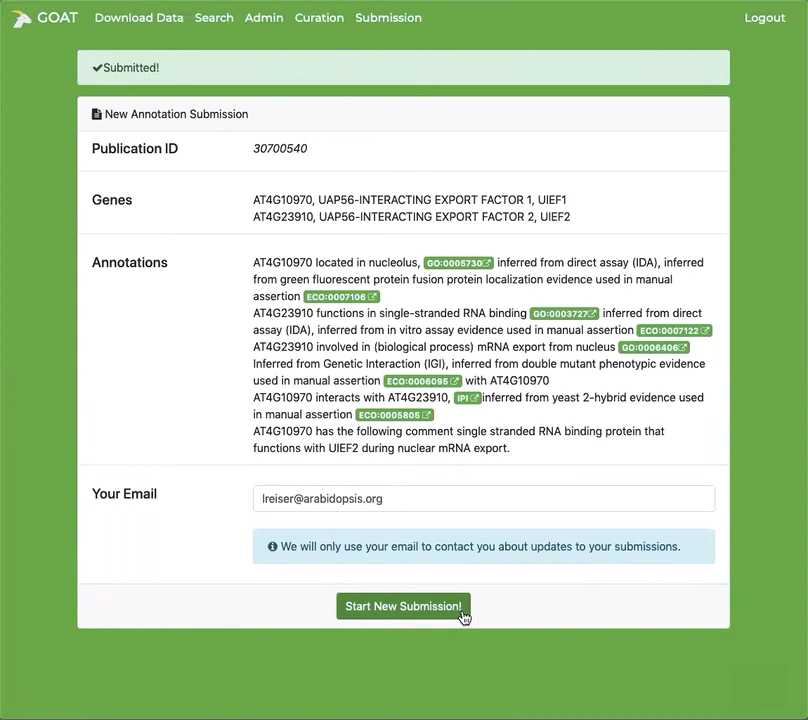 GOAT Download Data Search Admin Curation Submission Logout
✔Submitted!
New Annotation Submission
Publication ID 30700540
Genes AT4G10970, UAP56-INTERACTING EXPORT FACTOR 1, UIEF1
AT4G23910, UAP56-INTERACTING EXPORT FACTOR 2, UIEF2
Annotations AT4G10970 located in nucleolus, GO:0005730 inferred from direct assay (IDA), inferred
from green fluorescent protein fusion protein localization evidence used in manual
assertion ECO:0007106
AT4G23910 functions in single-stranded RNA binding GO:0003727 inferred from direct
assay (IDA), inferred from in vitro assay evidence used in manual assertion ECO:0007122
AT4G23910 involved in (biological process) mRNA export from nucleus GO:0006406
Inferred from Genetic Interaction (IGI), inferred from double mutant phenotypic evidence
used in manual assertion ECO:0006095 with AT4G10970
AT4G10970 interacts with AT4G23910, IPI inferred from yeast 2-hybrid evidence used
in manual assertion ECO:0005805
AT4G10970 has the following comment single stranded RNA binding protein that
functions with UIEF2 during nuclear mRNA export.
Your Email lreiser@arabidopsis.org
We will only use your email to contact you about updates to your submissions.
Start New Submission!